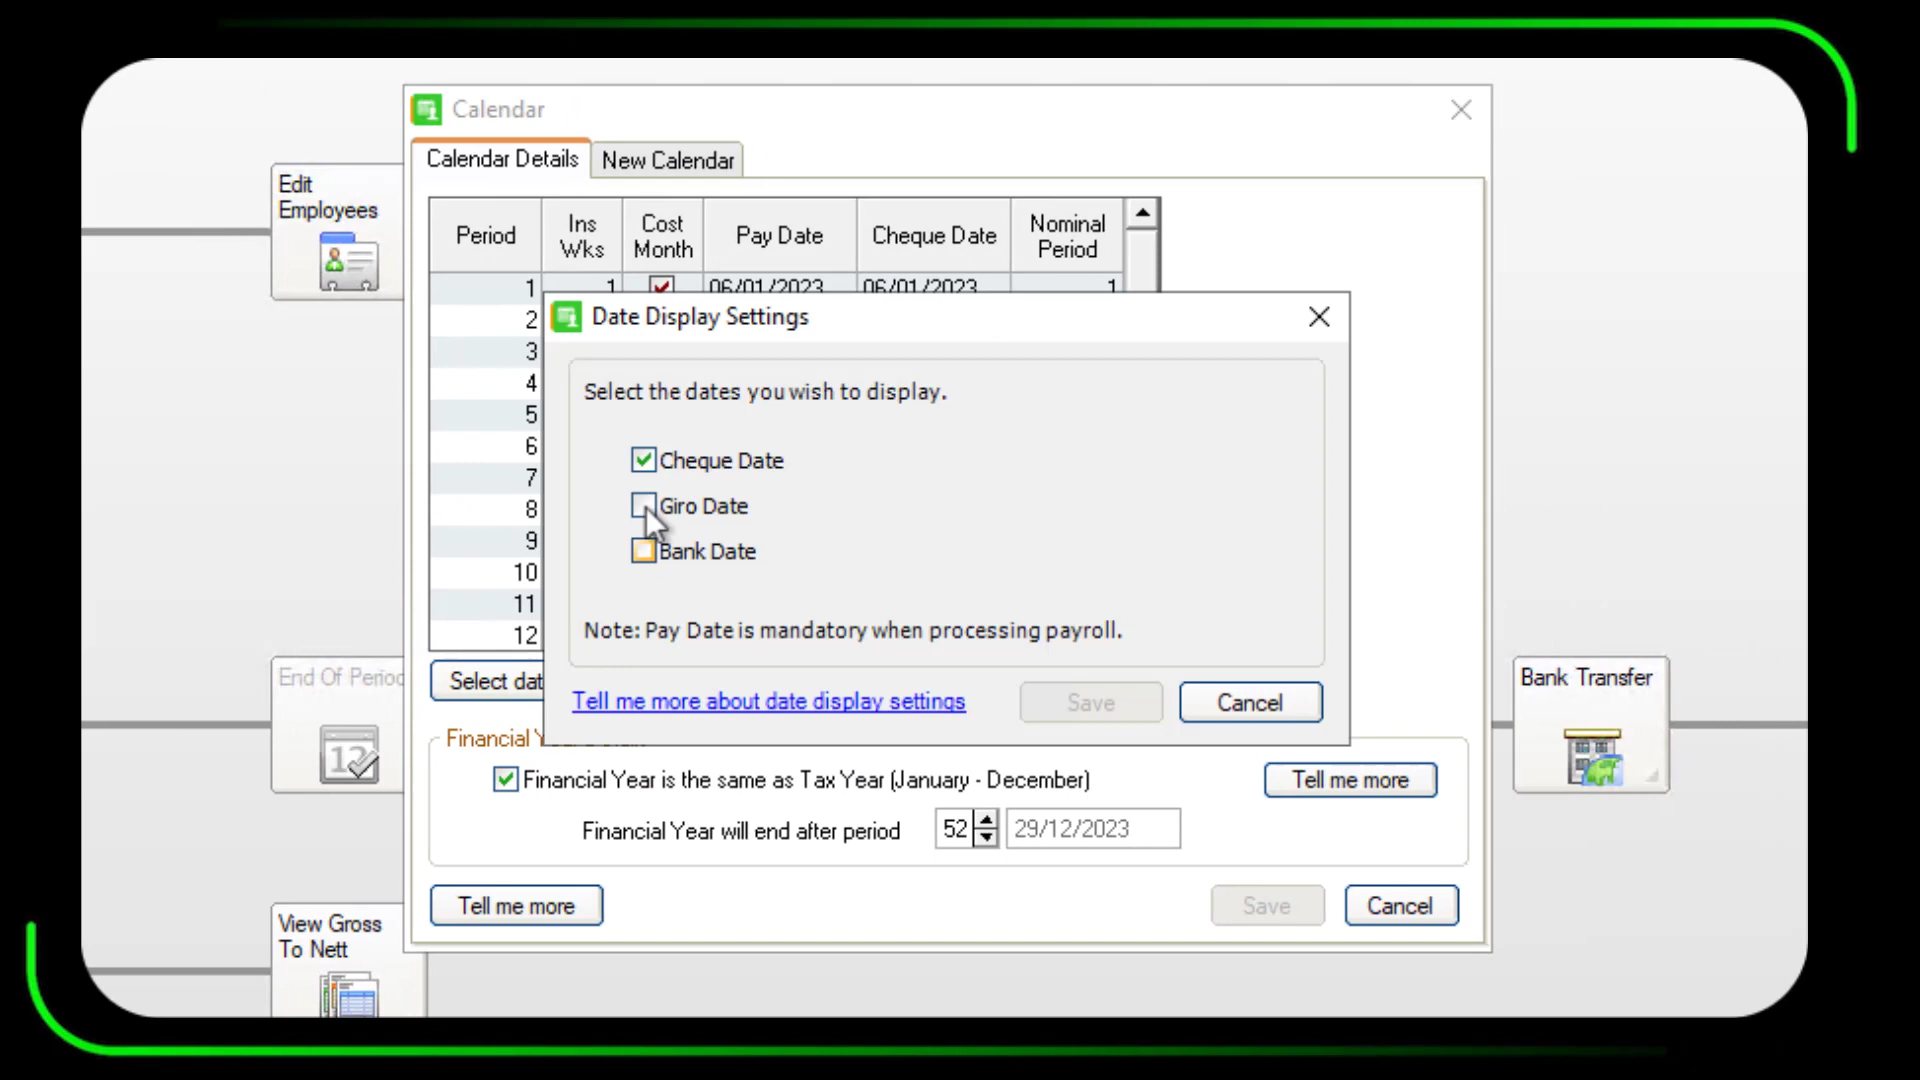 Calendar
Calendar Details
New Calendar
Edit
Employees
Period
Ins
Wks
Cost
Month
Pay Date
Cheque Date
Nominal
Period
1
1
06/01/2023
06/01/2023
1
2
3
4
5
6
7
8
9
10
11
12
Date Display Settings
Select the dates you wish to display.
Cheque Date
Giro Date
Bank Date
Note: Pay Date is mandatory when processing payroll.
Tell me more about date display settings
Save
Cancel
Select dat
End Of Period
12
Bank Transfer
Financial Y
Financial Year is the same as Tax Year (January - December)
Tell me more
Financial Year will end after period
52
29/12/2023
Tell me more
Save
Cancel
View Gross
To Nett